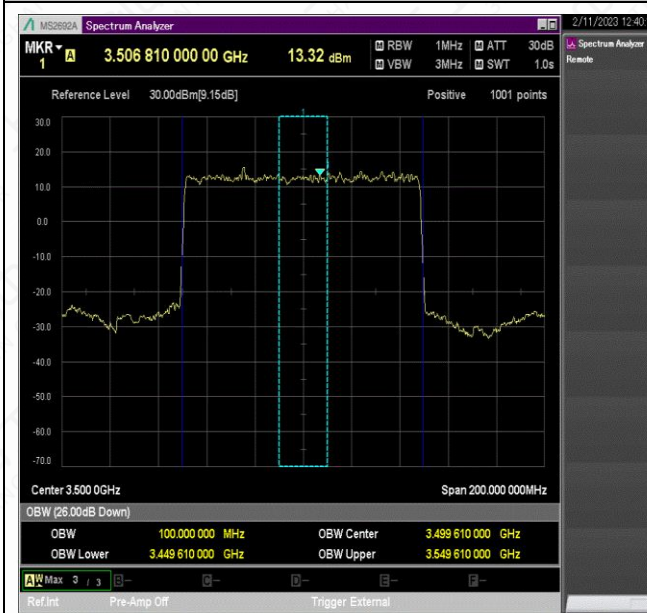 MS2692A Spectrum Analyzer
2/11/2023 12:40:
MKR 1 A 3.506 810 000 00 GHz 13.32 dBm
RBW 1MHz ATT 30dB
VBW 3MHz SWT 1.0s
Spectrum Analyzer
Remote
Reference Level 30.00dBm[9.15dB] Positive 1001 points
30.0
20.0
10.0
0.0
-10.0
-20.0
-30.0
-40.0
-50.0
-60.0
-70.0
Center 3.500 0GHz Span 200.000 000MHz
OBW (26.00dB Down)
OBW 100.000 000 MHz OBW Center 3.499 610 000 GHz
OBW Lower 3.449 610 000 GHz OBW Upper 3.549 610 000 GHz
A W Max 3 / 3 B- C- D- E- F-
Ref.Int Pre-Amp Off Trigger External